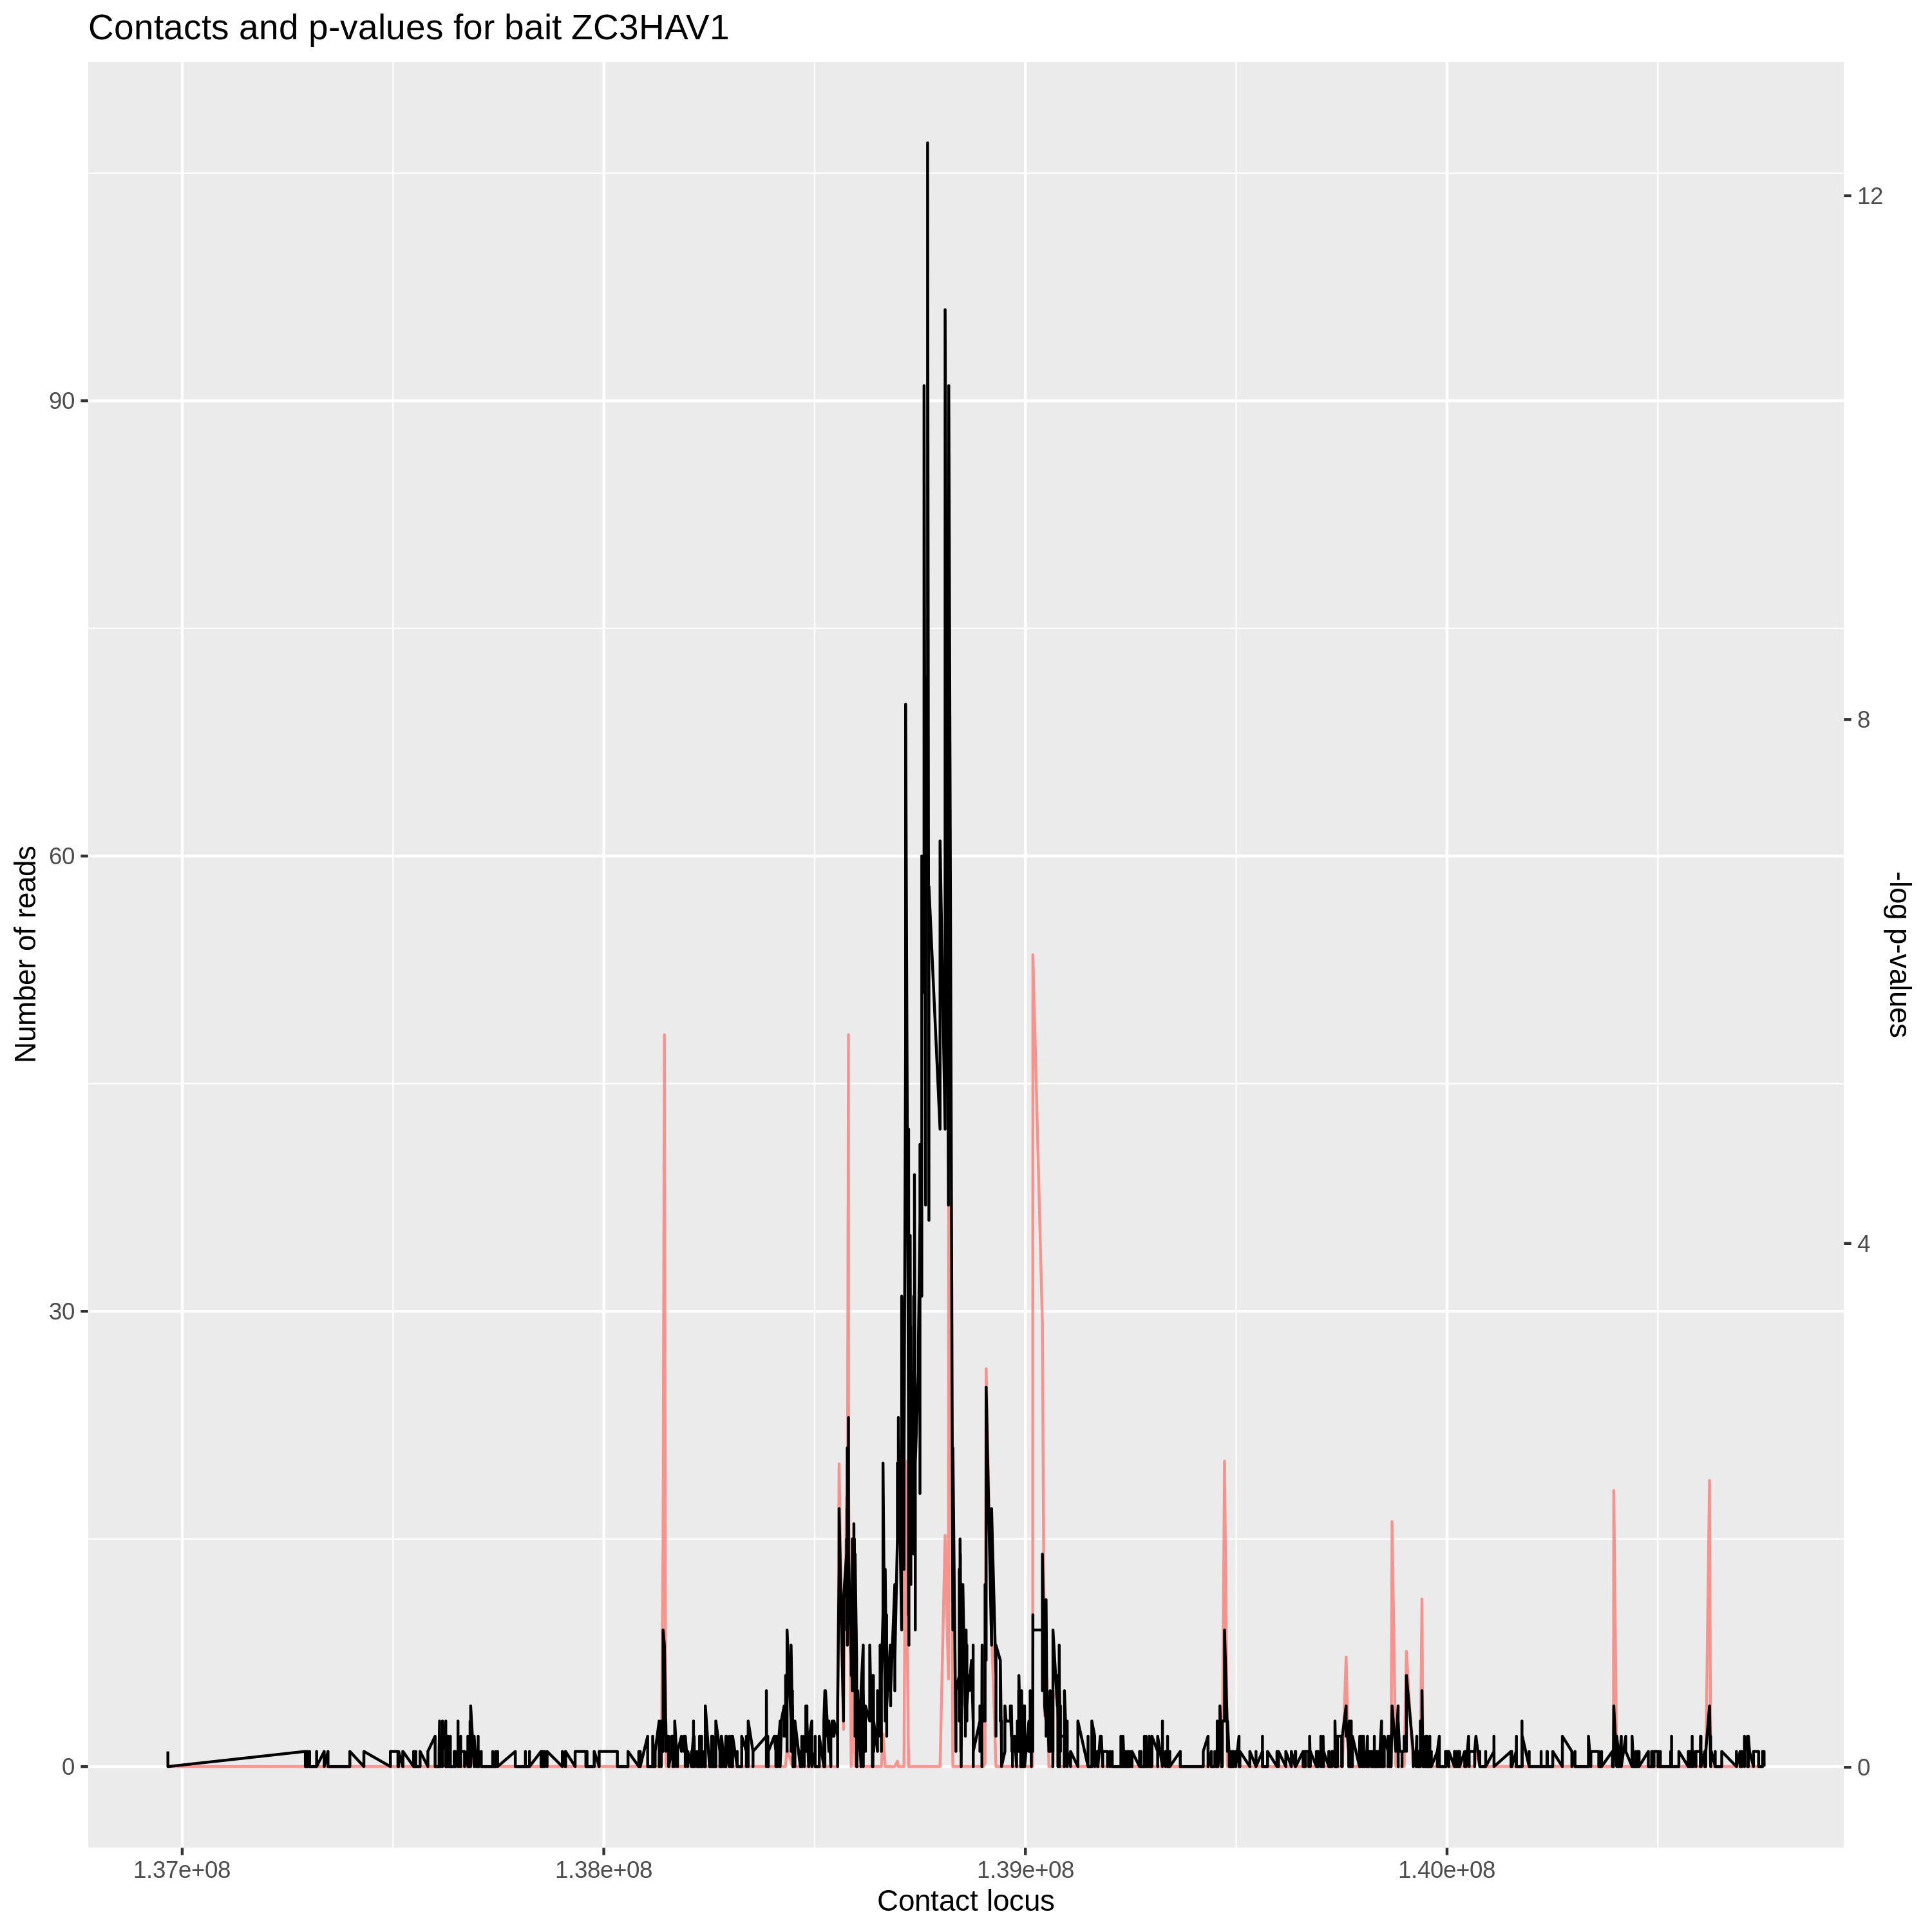 Contacts and p-values for bait ZC3HAV1
Number of reads
90
60
30
0
12
8
4
0
-log p-values
1.37e+08 1.38e+08 1.39e+08 1.40e+08
Contact locus